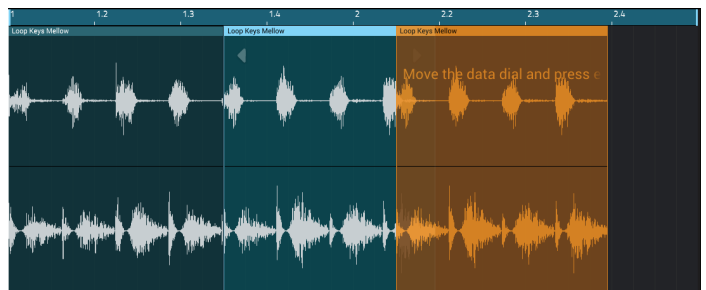 1 1.2 1.3 1.4 2 2.2 2.3 2.4
Loop Keys Mellow Loop Keys Mellow Loop Keys Mellow
Move the data dial and press e